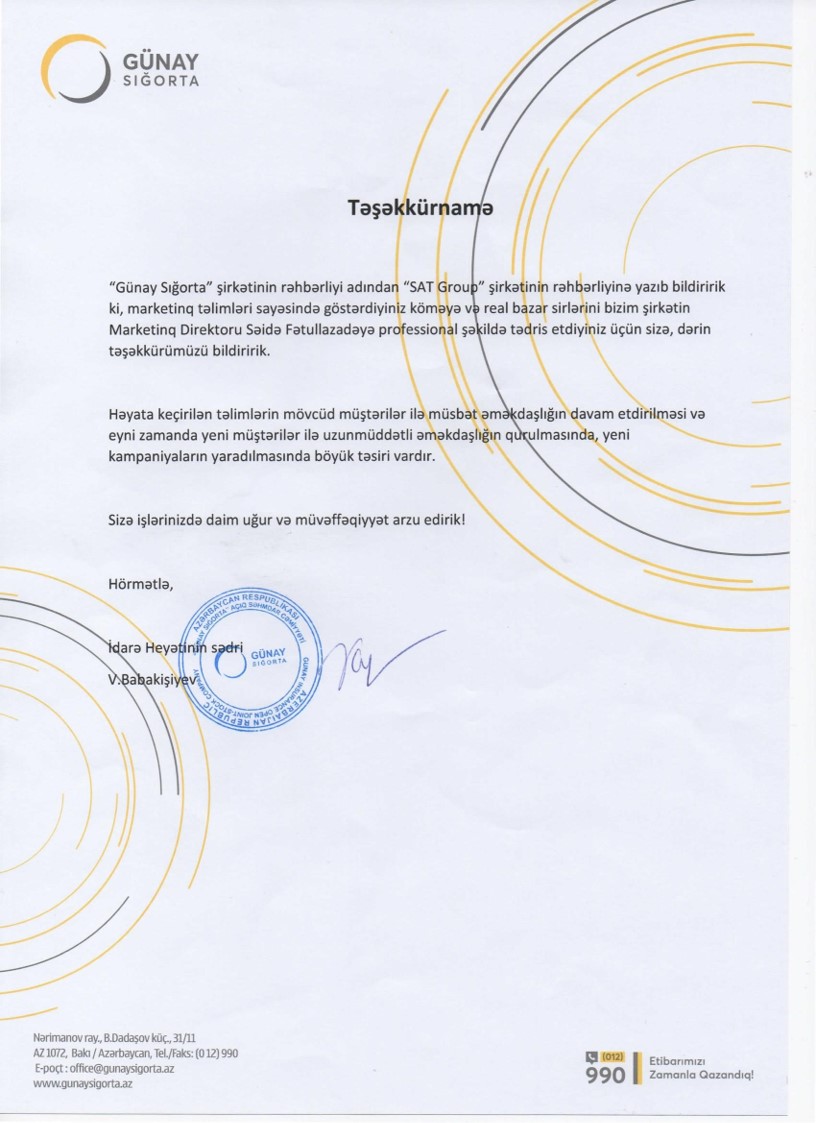 GÜNAY
SIĞORTA
Təşəkkürnamə
“Günay Sığorta” şirkətinin rəhbərliyi adından “SAT Group” şirkətinin rəhbərliyinə yazıb bildiririk
ki, marketinq təlimləri sayəsində göstərdiyiniz köməyə və real bazar sirlərini bizim şirkətin
Marketinq Direktoru Səidə Fətullazadəyə professional şəkildə tədris etdiyiniz üçün sizə, dərin
təşəkkürümüzü bildiririk.
Həyata keçirilən təlimlərin mövcüd müştərilər ilə müsbət əməkdaşlığın davam etdirilməsi və
eyni zamanda yeni müştərilər ilə uzunmüddətli əməkdaşlığın qurulmasında, yeni
kampaniyaların yaradılmasında böyük təsiri vardır.
Sizə işlərinizdə daim uğur və müvəffəqiyyət arzu edirik!
Hörmətlə,
İdarə Heyətinin sədri
V.Babakişiyev
AZƏRBAYCAN RESPUBLİKASI
"GÜNAY SIĞORTA" AÇIQ SƏHMDAR CƏMİYYƏTİ
GÜNAY
SIĞORTA
GUNAY INSURANCE OPEN JOINT-STOCK COMPANY
AZERBAIJAN REPUBLIC
Nərimanov ray., B.Dadaşov küç., 31/11
AZ 1072, Bakı / Azərbaycan, Tel./Faks: (0 12) 990
E-poçt : office@gunaysigorta.az
www.gunaysigorta.az
(012)
990
Etibarımızı
Zamanla Qazandıq!